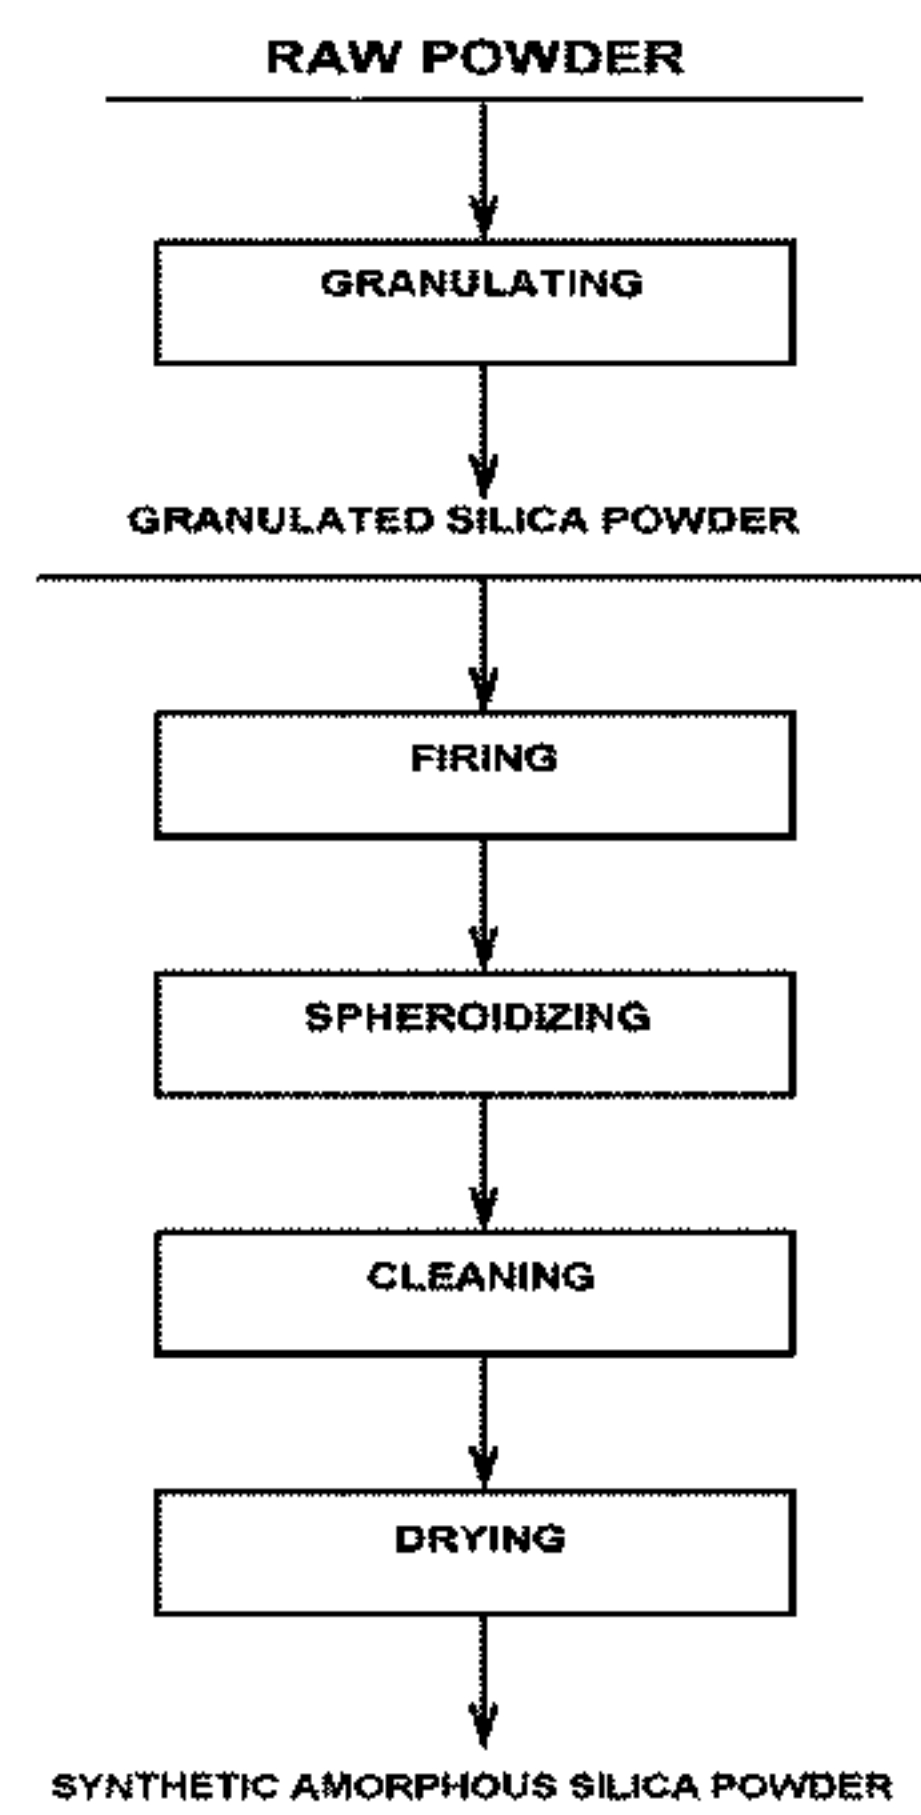 RAW POWDER
GRANULATING
GRANULATED SILICA POWDER
FIRING
SPHEROIDIZING
CLEANING
DRYING
SYNTHETIC AMORPHOUS SILICA POWDER